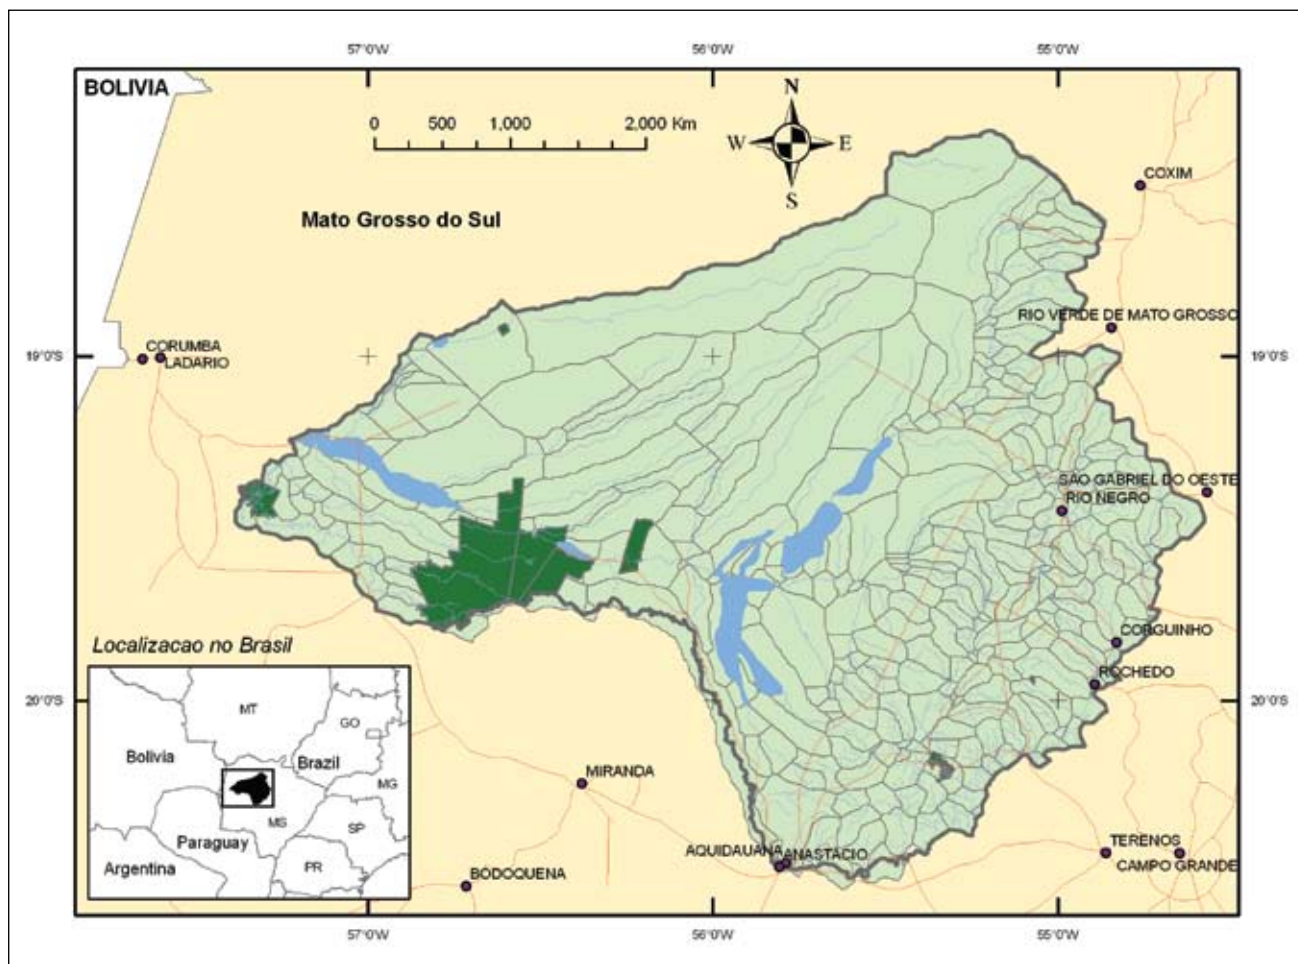 57°0'W 56°0'W 55°0'W
BOLIVIA
N
0 500 1,000 2,000 Km
W E
S
COXIM
Mato Grosso do Sul
RIO VERDE DE MATO GROSSO
19°0'S 19°0'S
CORUMBA
LADARIO
SAO GABRIEL DO OESTE
RIO NEGRO
CORGUINHO
Localizacao no Brasil
ROCHEDO
20°0'S 20°0'S
MT
GO
Bolivia
Brazil
MIRANDA
MG
MS
SP
Paraguay
AQUIDAUANA
ANASTACIO
TERENOS
CAMPO GRANDE
Argentina
PR
BODOQUENA
57°0'W 56°0'W 55°0'W